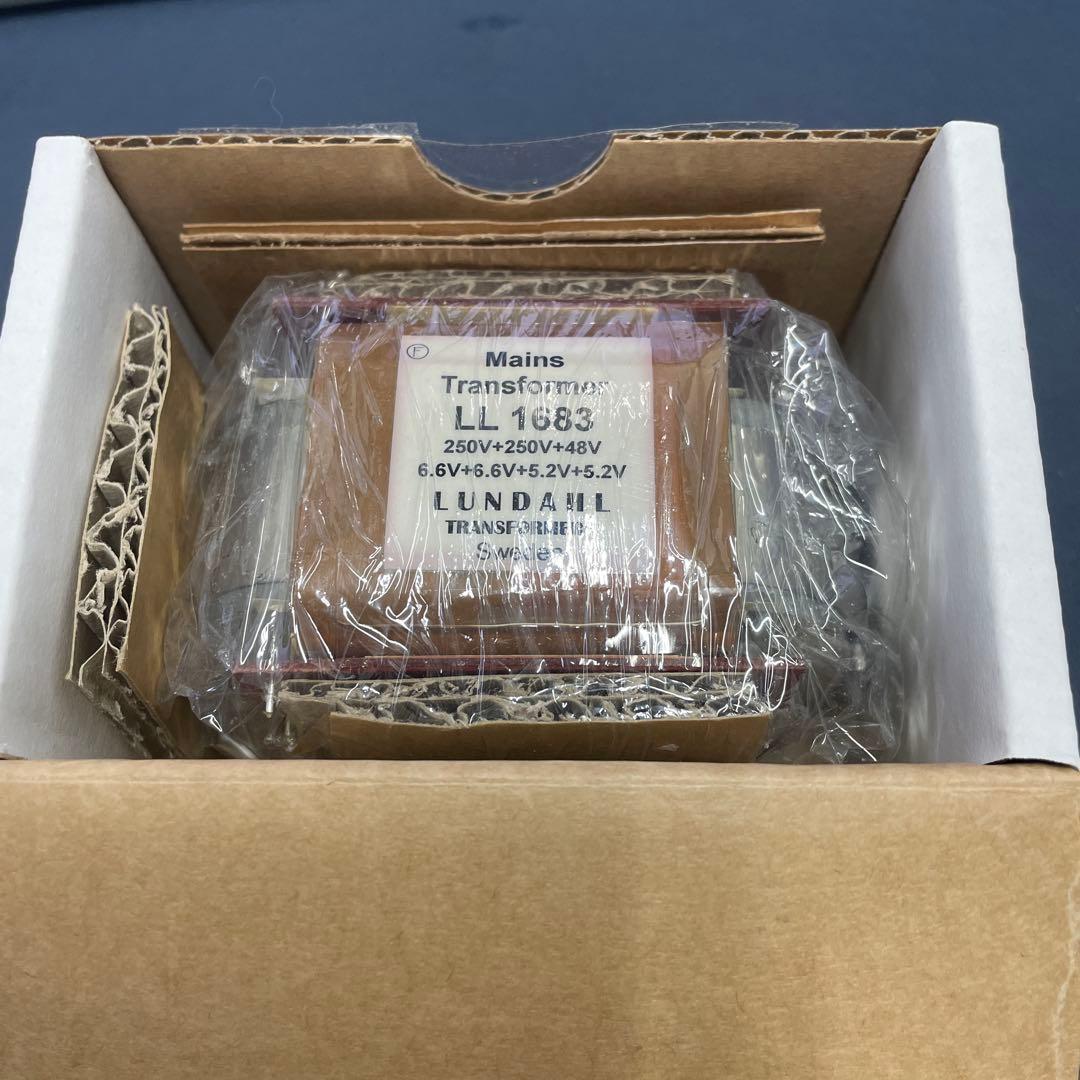 F
Mains
Transformer
LL 1683
250V+250V+48V
6.6V+6.6V+5.2V+5.2V
LUNDAHL
TRANSFORMERS
Sweden